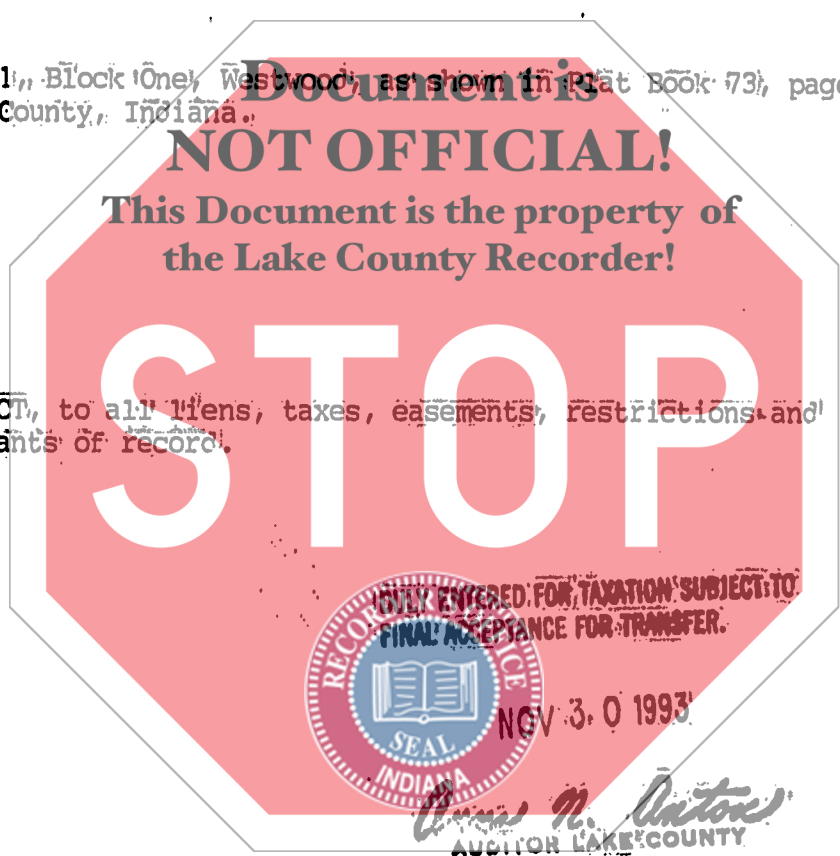 1, Block One, Westwood, as shown in Plat Book 73, page
County, Indiana.
Document is
NOT OFFICIAL!
This Document is the property of
the Lake County Recorder!
STOP
CT, to all liens, taxes, easements, restrictions and
ants of record.
DULY ENTERED FOR TAXATION SUBJECT TO
FINAL ACCEPTANCE FOR TRANSFER.
RECORDER'S OFFICE
SEAL
INDIANA
NOV 30 1993
Anna N. Anton
AUDITOR LAKE COUNTY